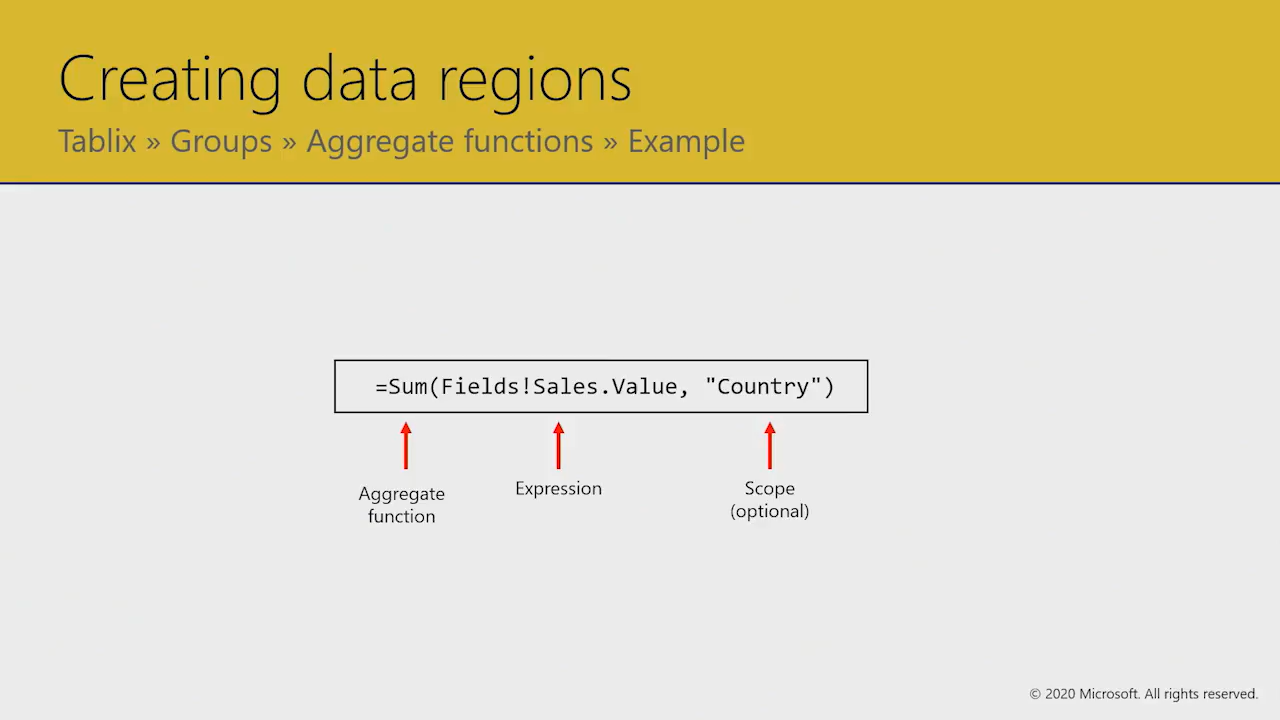 Creating data regions
Tablix » Groups » Aggregate functions » Example
=Sum(Fields!Sales.Value, "Country")
Aggregate
function
Expression
Scope
(optional)
© 2020 Microsoft. All rights reserved.